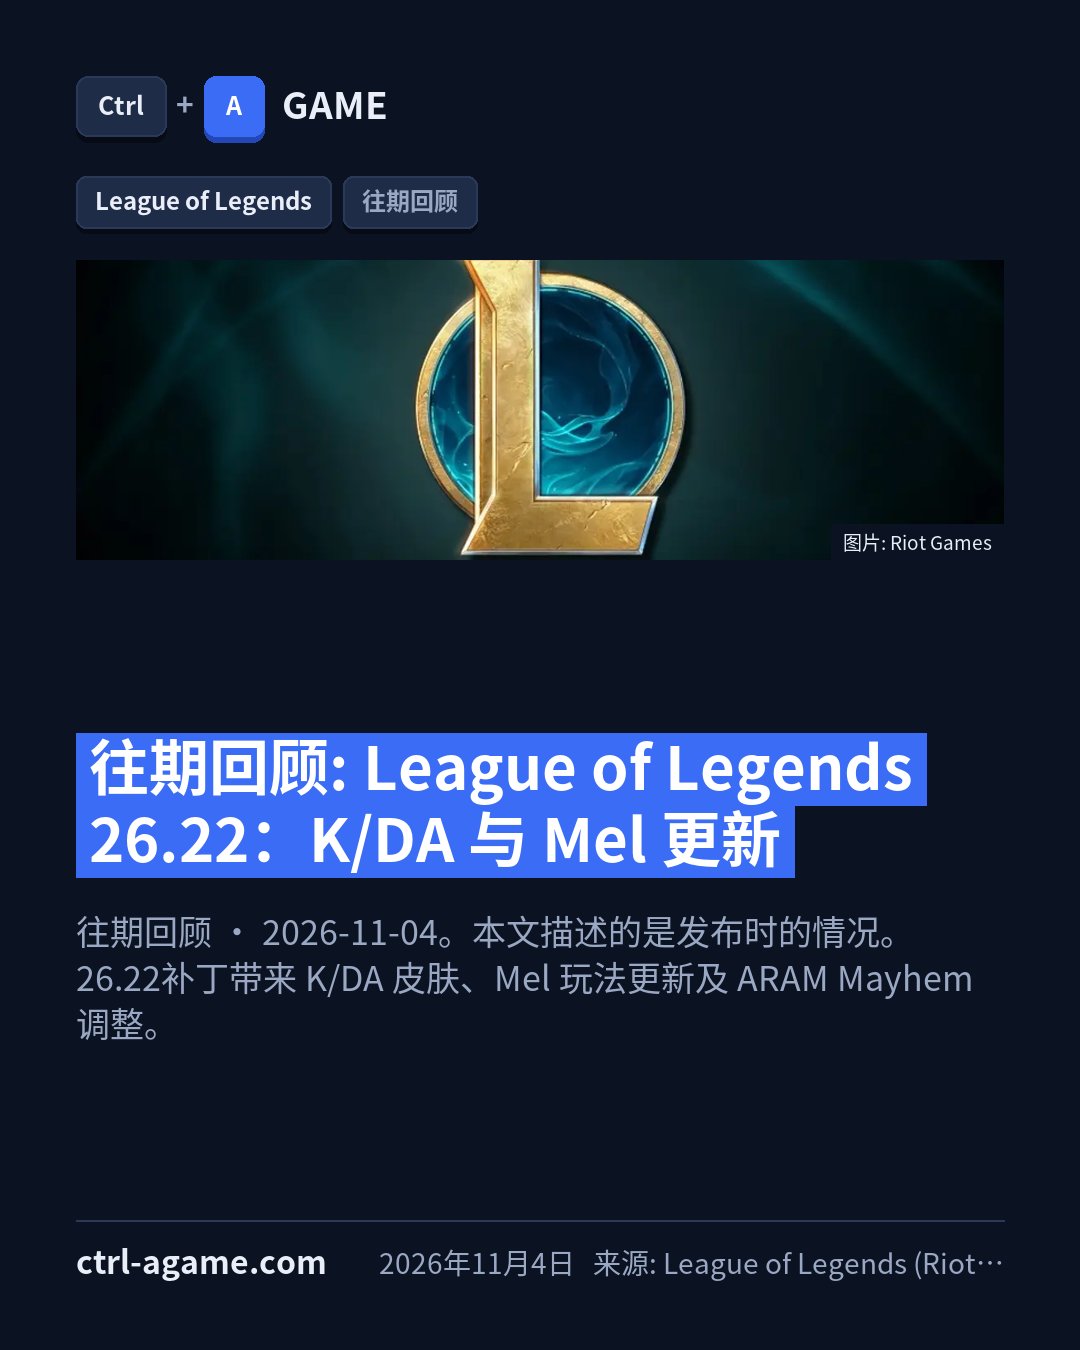 Ctrl + A GAME
League of Legends 往期回顾
图片: Riot Games
往期回顾: League of Legends
26.22：K/DA 与 Mel 更新
往期回顾 · 2026-11-04。本文描述的是发布时的情况。
26.22补丁带来 K/DA 皮肤、Mel 玩法更新及 ARAM Mayhem
调整。
ctrl-agame.com 2026年11月4日 来源: League of Legends (Riot…